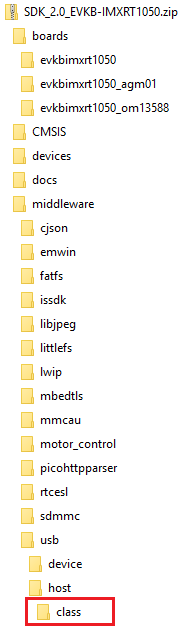 SDK_2.0_EVKB-IMXRT1050.zip
boards
evkbimxrt1050
evkbimxrt1050_agm01
evkbimxrt1050_om13588
CMSIS
devices
docs
middleware
cjson
emwin
fatfs
issdk
libjpeg
littlefs
lwip
mbedtls
mmcau
motor_control
picohttpparser
rtcesl
sdmmc
usb
device
host
class